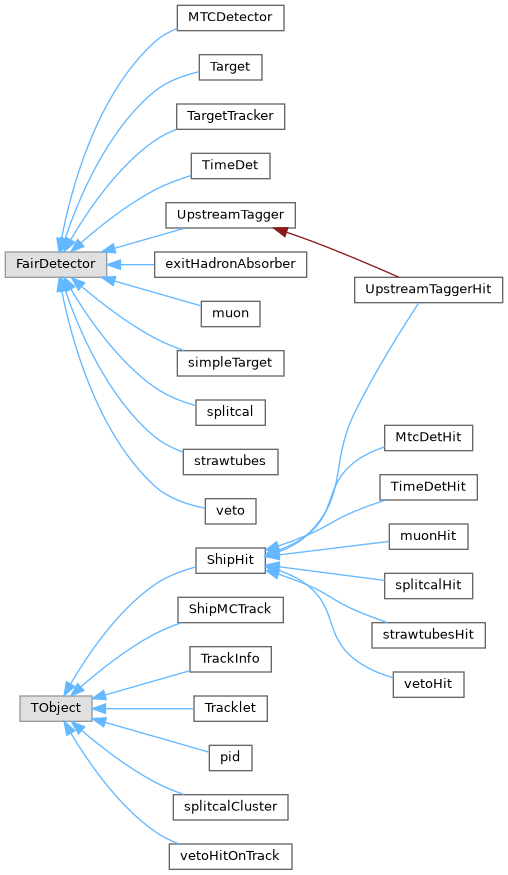 MTCDetector
Target
TargetTracker
TimeDet
UpstreamTagger
FairDetector
exitHadronAbsorber
UpstreamTaggerHit
muon
simpleTarget
splitcal
MtcDetHit
strawtubes
TimeDetHit
veto
muonHit
ShipHit
splitcalHit
ShipMCTrack
strawtubesHit
TrackInfo
vetoHit
TObject
Tracklet
pid
splitcalCluster
vetoHitOnTrack